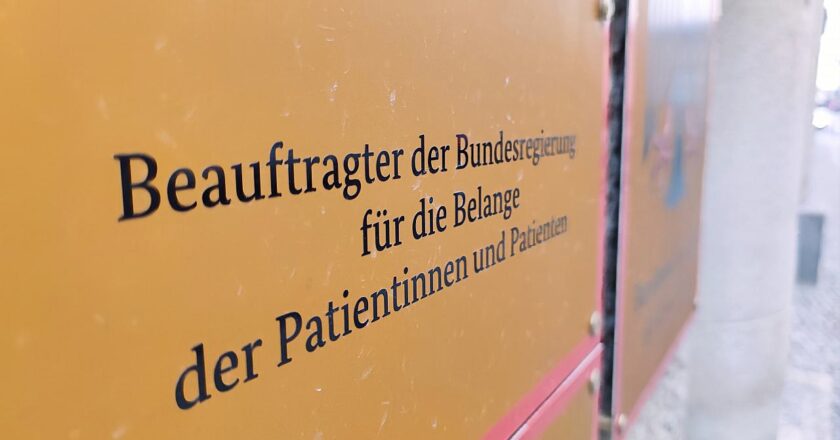 Beauftragter der Bundesregierung
für die Belange
der Patientinnen und Patienten